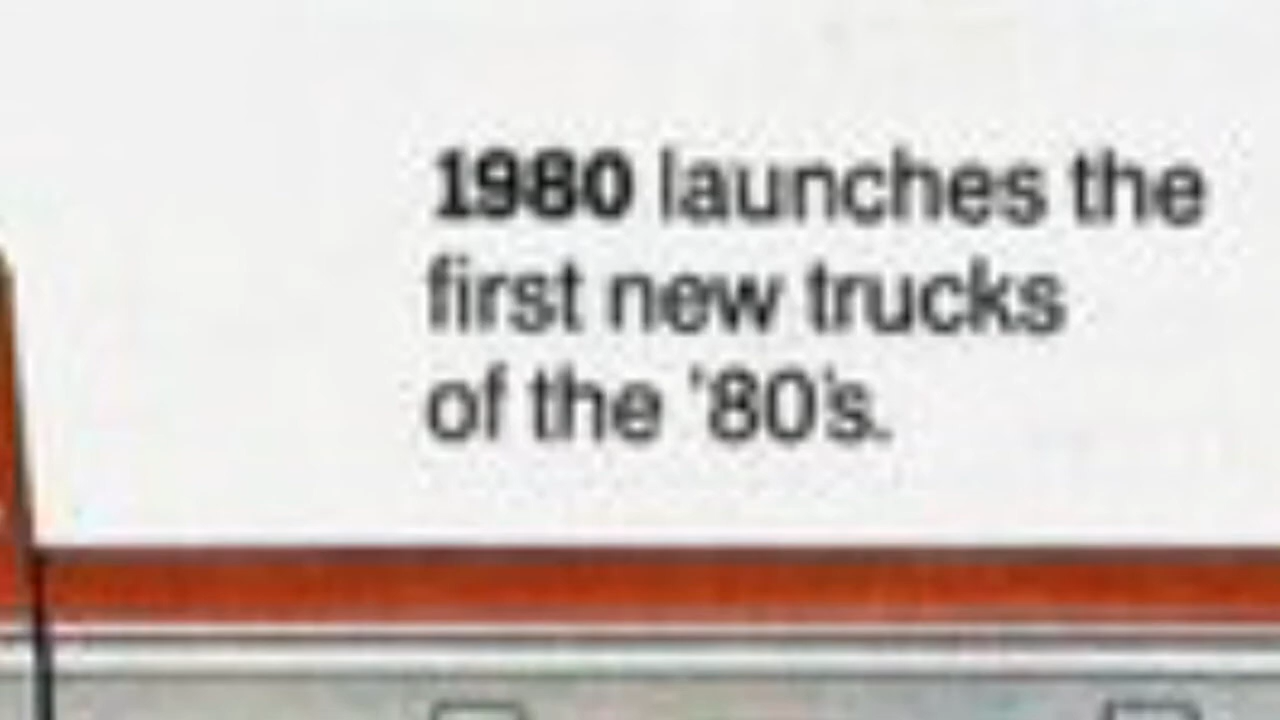 1980 launches the
first new trucks
of the '80's.